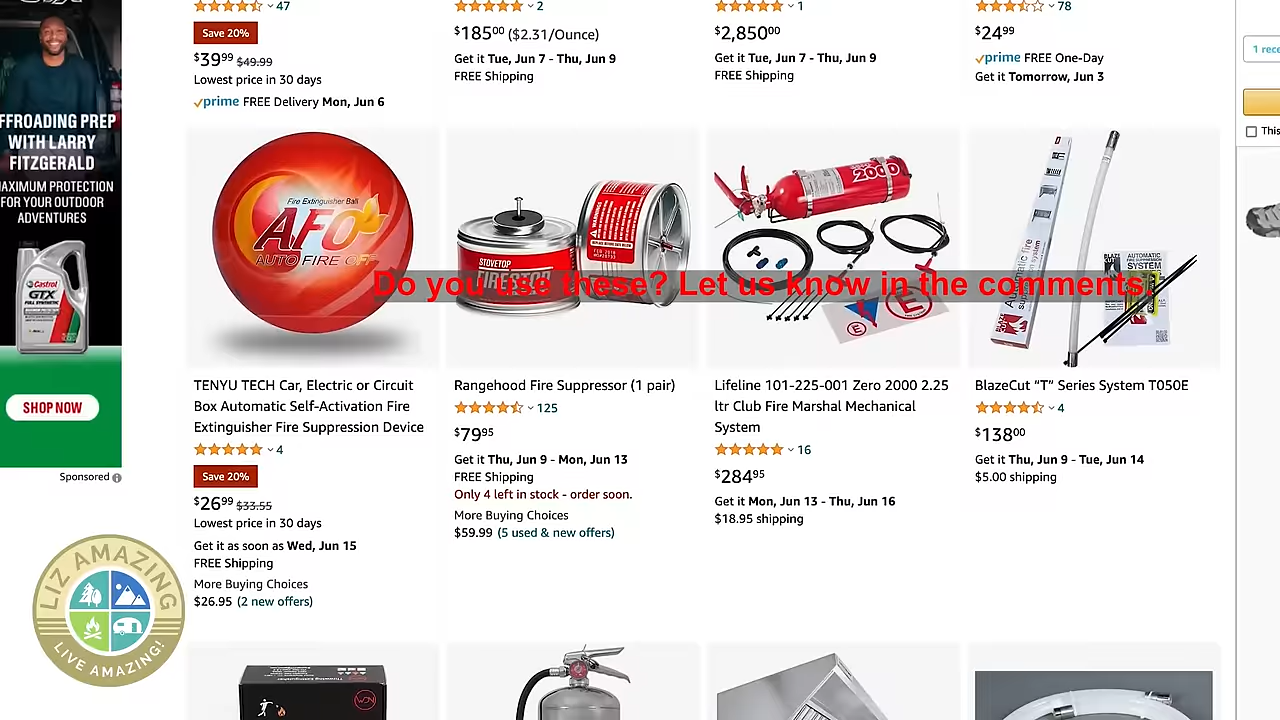 47
Save 20%
$39.99 $49.99
Lowest price in 30 days
prime FREE Delivery Mon, Jun 6
2
$185.00 ($2.31/Ounce)
Get it Tue, Jun 7 - Thu, Jun 9
FREE Shipping
1
$2,850.00
Get it Tue, Jun 7 - Thu, Jun 9
FREE Shipping
78
$24.99
prime FREE One-Day
Get it Tomorrow, Jun 3
1 rece
This
FFROADING PREP
WITH LARRY
FITZGERALD
AXIMUM PROTECTION
FOR YOUR OUTDOOR
ADVENTURES
Castrol
GTX
SHOP NOW
Sponsored
Fire Extinguisher Ball
AFO
AUTO FIRE OFF
STOVETOP
FIRESTOP
WARNING
2000
E
E
AUTOMATIC
SYSTEM
Do you use these? Let us know in the comments.
TENYU TECH Car, Electric or Circuit
Box Automatic Self-Activation Fire
Extinguisher Fire Suppression Device
4
Save 20%
$26.99 $33.55
Lowest price in 30 days
Get it as soon as Wed, Jun 15
FREE Shipping
More Buying Choices
$26.95 (2 new offers)
Rangehood Fire Suppressor (1 pair)
125
$79.95
Get it Thu, Jun 9 - Mon, Jun 13
FREE Shipping
Only 4 left in stock - order soon.
More Buying Choices
$59.99 (5 used & new offers)
Lifeline 101-225-001 Zero 2000 2.25
ltr Club Fire Marshal Mechanical
System
16
$284.95
Get it Mon, Jun 13 - Thu, Jun 16
$18.95 shipping
BlazeCut “T” Series System T050E
4
$138.00
Get it Thu, Jun 9 - Tue, Jun 14
$5.00 shipping
LIZ AMAZING
LIVE AMAZING!